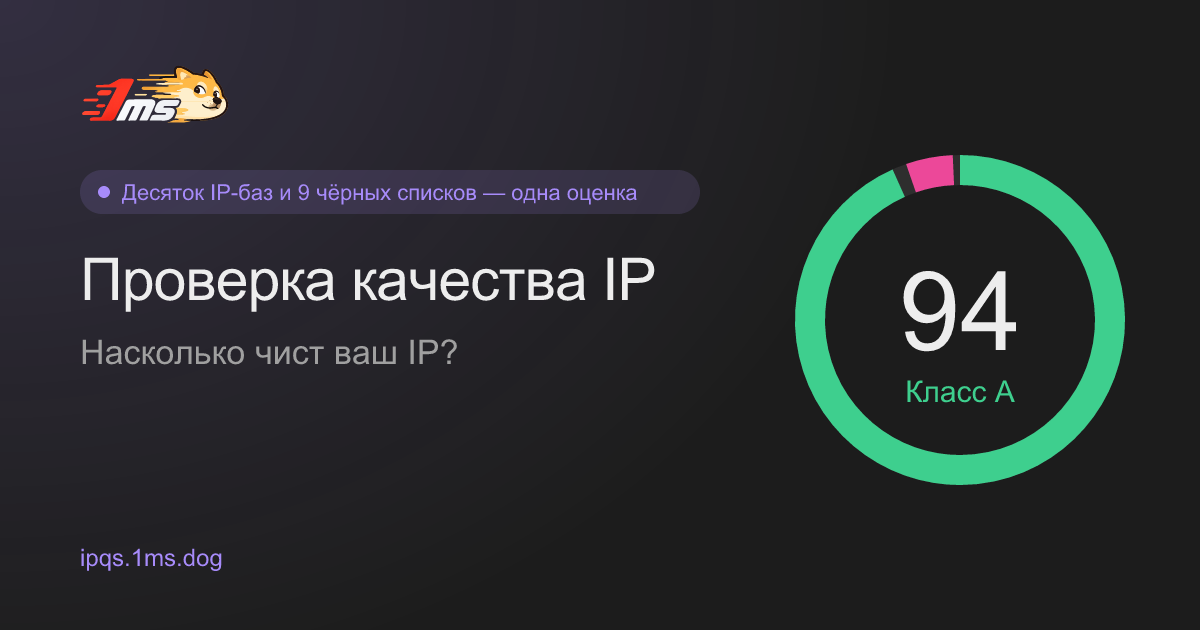 1ms
Десяток IP-баз и 9 чёрных списков — одна оценка
Проверка качества IP
Насколько чист ваш IP?
94
Класс A
ipqs.1ms.dog